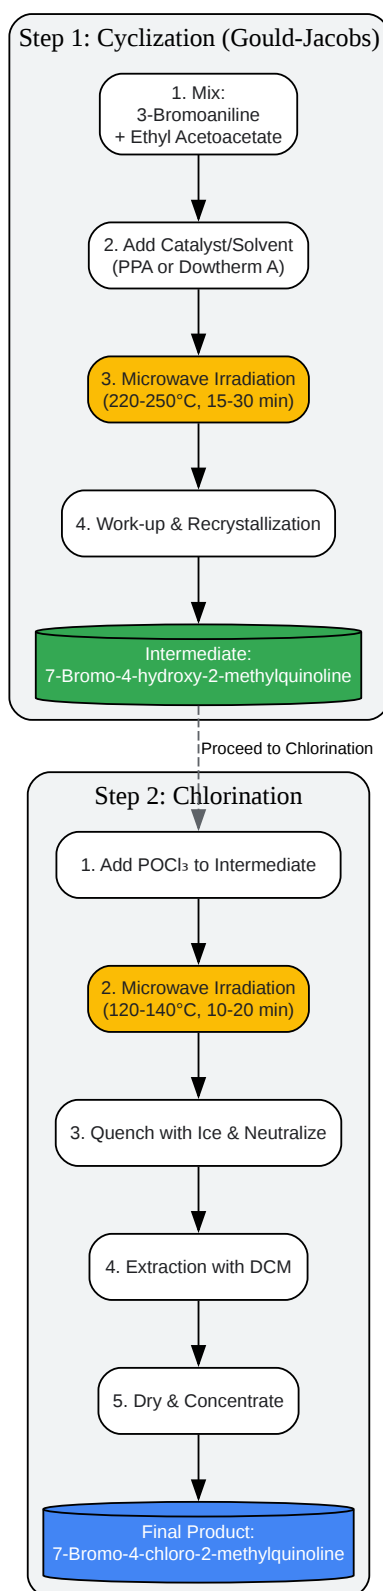 Step 1: Cyclization (Gould-Jacobs)
1. Mix:
3-Bromoaniline
+ Ethyl Acetoacetate
2. Add Catalyst/Solvent
(PPA or Dowtherm A)
3. Microwave Irradiation
(220-250°C, 15-30 min)
4. Work-up & Recrystallization
Intermediate:
7-Bromo-4-hydroxy-2-methylquinoline
Proceed to Chlorination
Step 2: Chlorination
1. Add POCl₃ to Intermediate
2. Microwave Irradiation
(120-140°C, 10-20 min)
3. Quench with Ice & Neutralize
4. Extraction with DCM
5. Dry & Concentrate
Final Product:
7-Bromo-4-chloro-2-methylquinoline